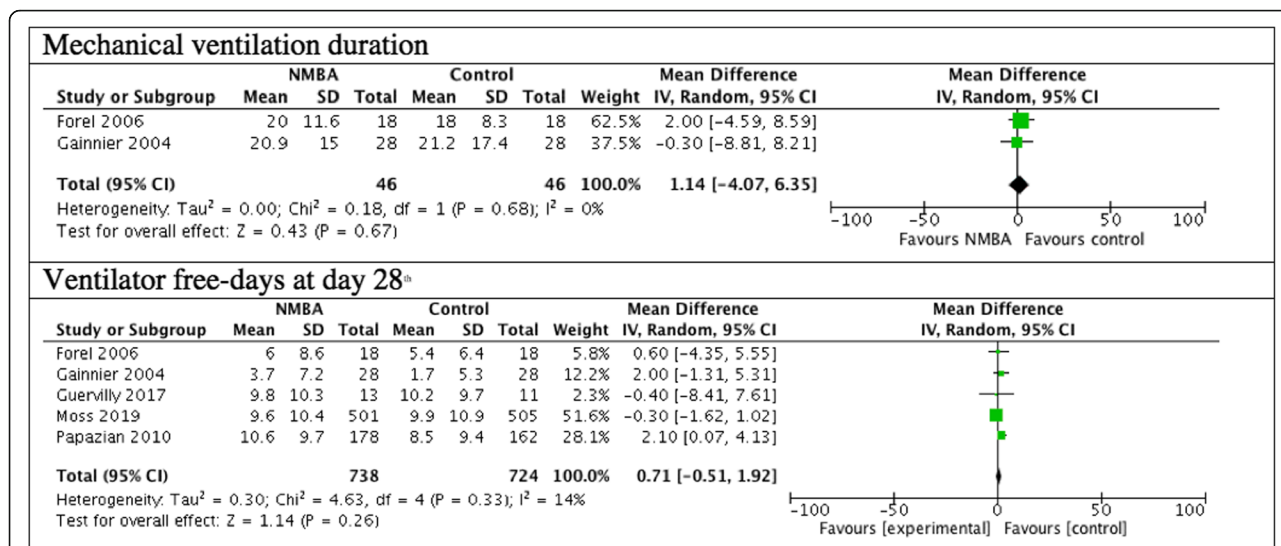 Mechanical ventilation duration
NMBA Control Mean Difference Mean Difference
Study or Subgroup Mean SD Total Mean SD Total Weight IV, Random, 95% CI IV, Random, 95% CI
Forel 2006 20 11.6 18 18 8.3 18 62.5% 2.00 [-4.59, 8.59]
Gainnier 2004 20.9 15 28 21.2 17.4 28 37.5% -0.30 [-8.81, 8.21]
Total (95% CI) 46 46 100.0% 1.14 [-4.07, 6.35]
Heterogeneity: Tau² = 0.00; Chi² = 0.18, df = 1 (P = 0.68); I² = 0%
Test for overall effect: Z = 0.43 (P = 0.67)
-100 -50 0 50 100
Favours NMBA Favours control
Ventilator free-days at day 28th
NMBA Control Mean Difference Mean Difference
Study or Subgroup Mean SD Total Mean SD Total Weight IV, Random, 95% CI IV, Random, 95% CI
Forel 2006 6 8.6 18 5.4 6.4 18 5.8% 0.60 [-4.35, 5.55]
Gainnier 2004 3.7 7.2 28 1.7 5.3 28 12.2% 2.00 [-1.31, 5.31]
Guervilly 2017 9.8 10.3 13 10.2 9.7 11 2.3% -0.40 [-8.41, 7.61]
Moss 2019 9.6 10.4 501 9.9 10.9 505 51.6% -0.30 [-1.62, 1.02]
Papazian 2010 10.6 9.7 178 8.5 9.4 162 28.1% 2.10 [0.07, 4.13]
Total (95% CI) 738 724 100.0% 0.71 [-0.51, 1.92]
Heterogeneity: Tau² = 0.30; Chi² = 4.63, df = 4 (P = 0.33); I² = 14%
Test for overall effect: Z = 1.14 (P = 0.26)
-100 -50 0 50 100
Favours [experimental] Favours [control]